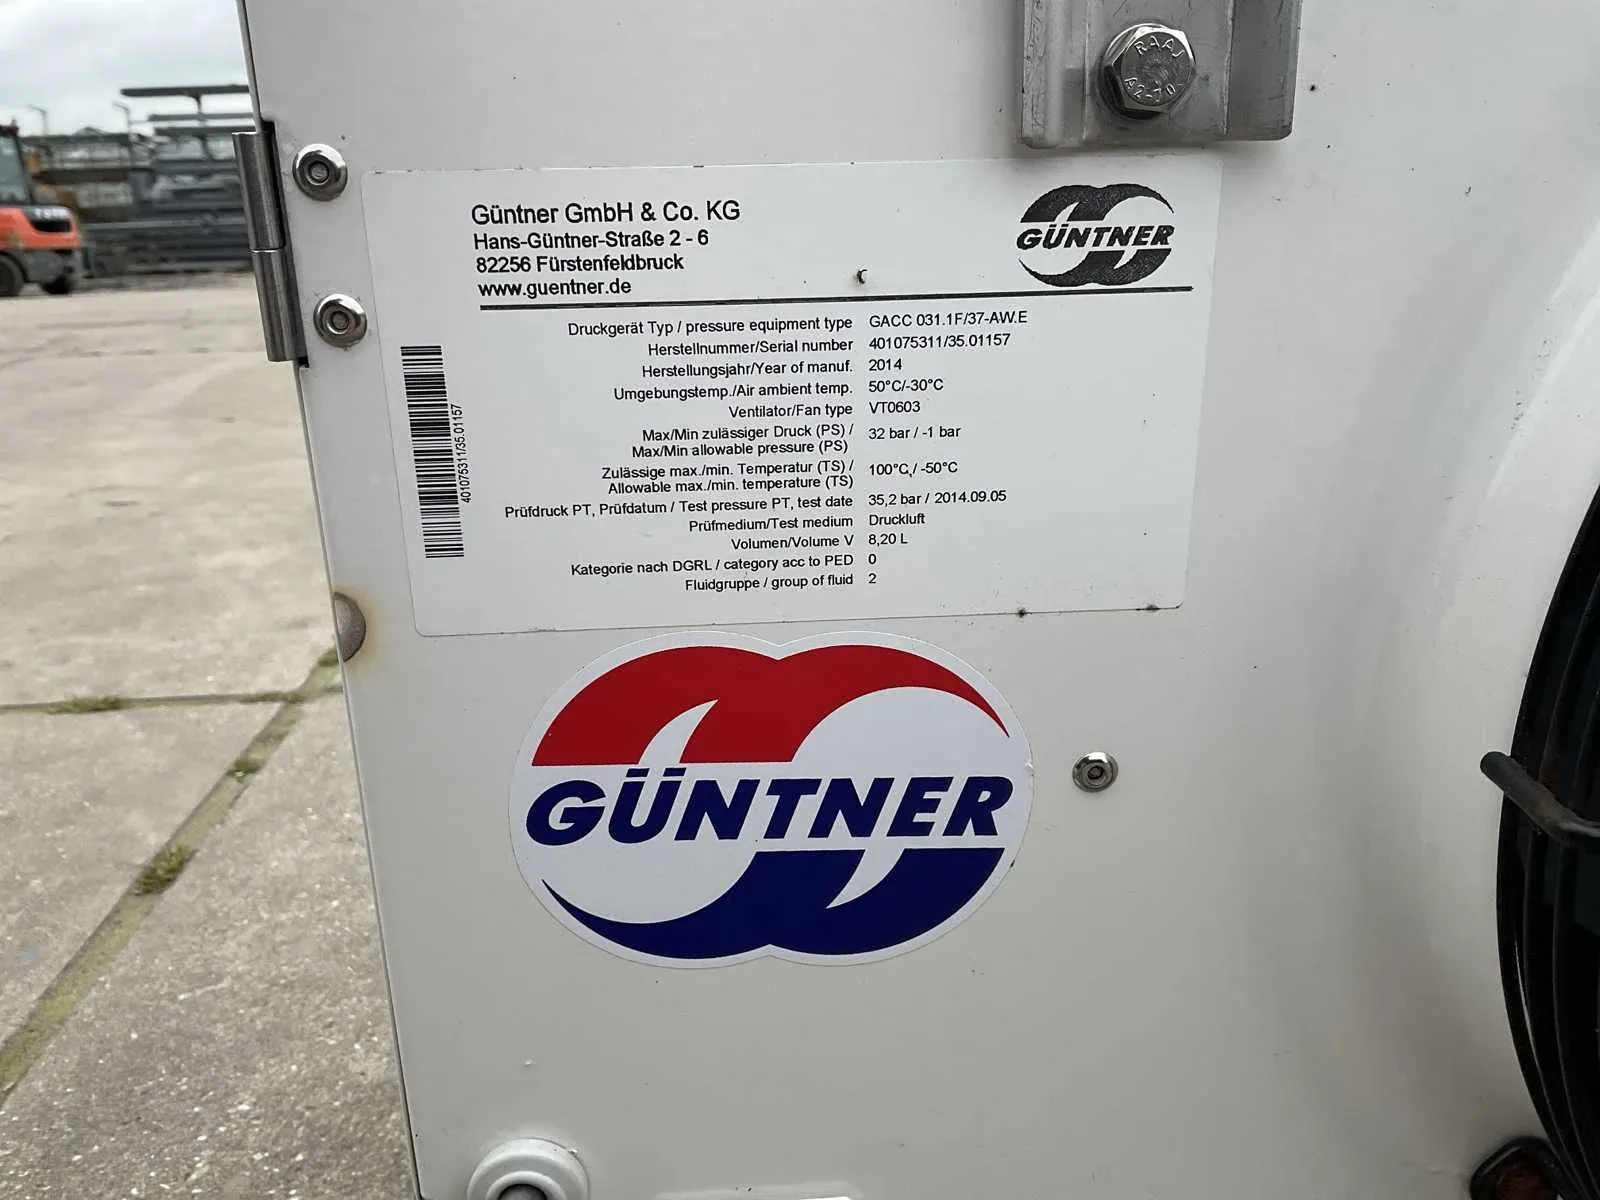 RAAJ
A2-70
Güntner GmbH & Co. KG
Hans-Güntner-Straße 2 - 6
82256 Fürstenfeldbruck
www.guentner.de
GÜNTNER
Druckgerät Typ / pressure equipment type GACC 031.1F/37-AW.E
Herstellnummer/Serial number 401075311/35.01157
Herstellungsjahr/Year of manuf. 2014
Umgebungstemp./Air ambient temp. 50°C/-30°C
Ventilator/Fan type VT0603
Max/Min zulässiger Druck (PS) /
Max/Min allowable pressure (PS) 32 bar / -1 bar
Zulässige max./min. Temperatur (TS) /
Allowable max./min. temperature (TS) 100°C / -50°C
Prüfdruck PT, Prüfdatum / Test pressure PT, test date 35,2 bar / 2014.09.05
Prüfmedium/Test medium Druckluft
Volumen/Volume V 8,20 L
Kategorie nach DGRL / category acc to PED 0
Fluidgruppe / group of fluid 2
401075311/35.01157
GÜNTNER